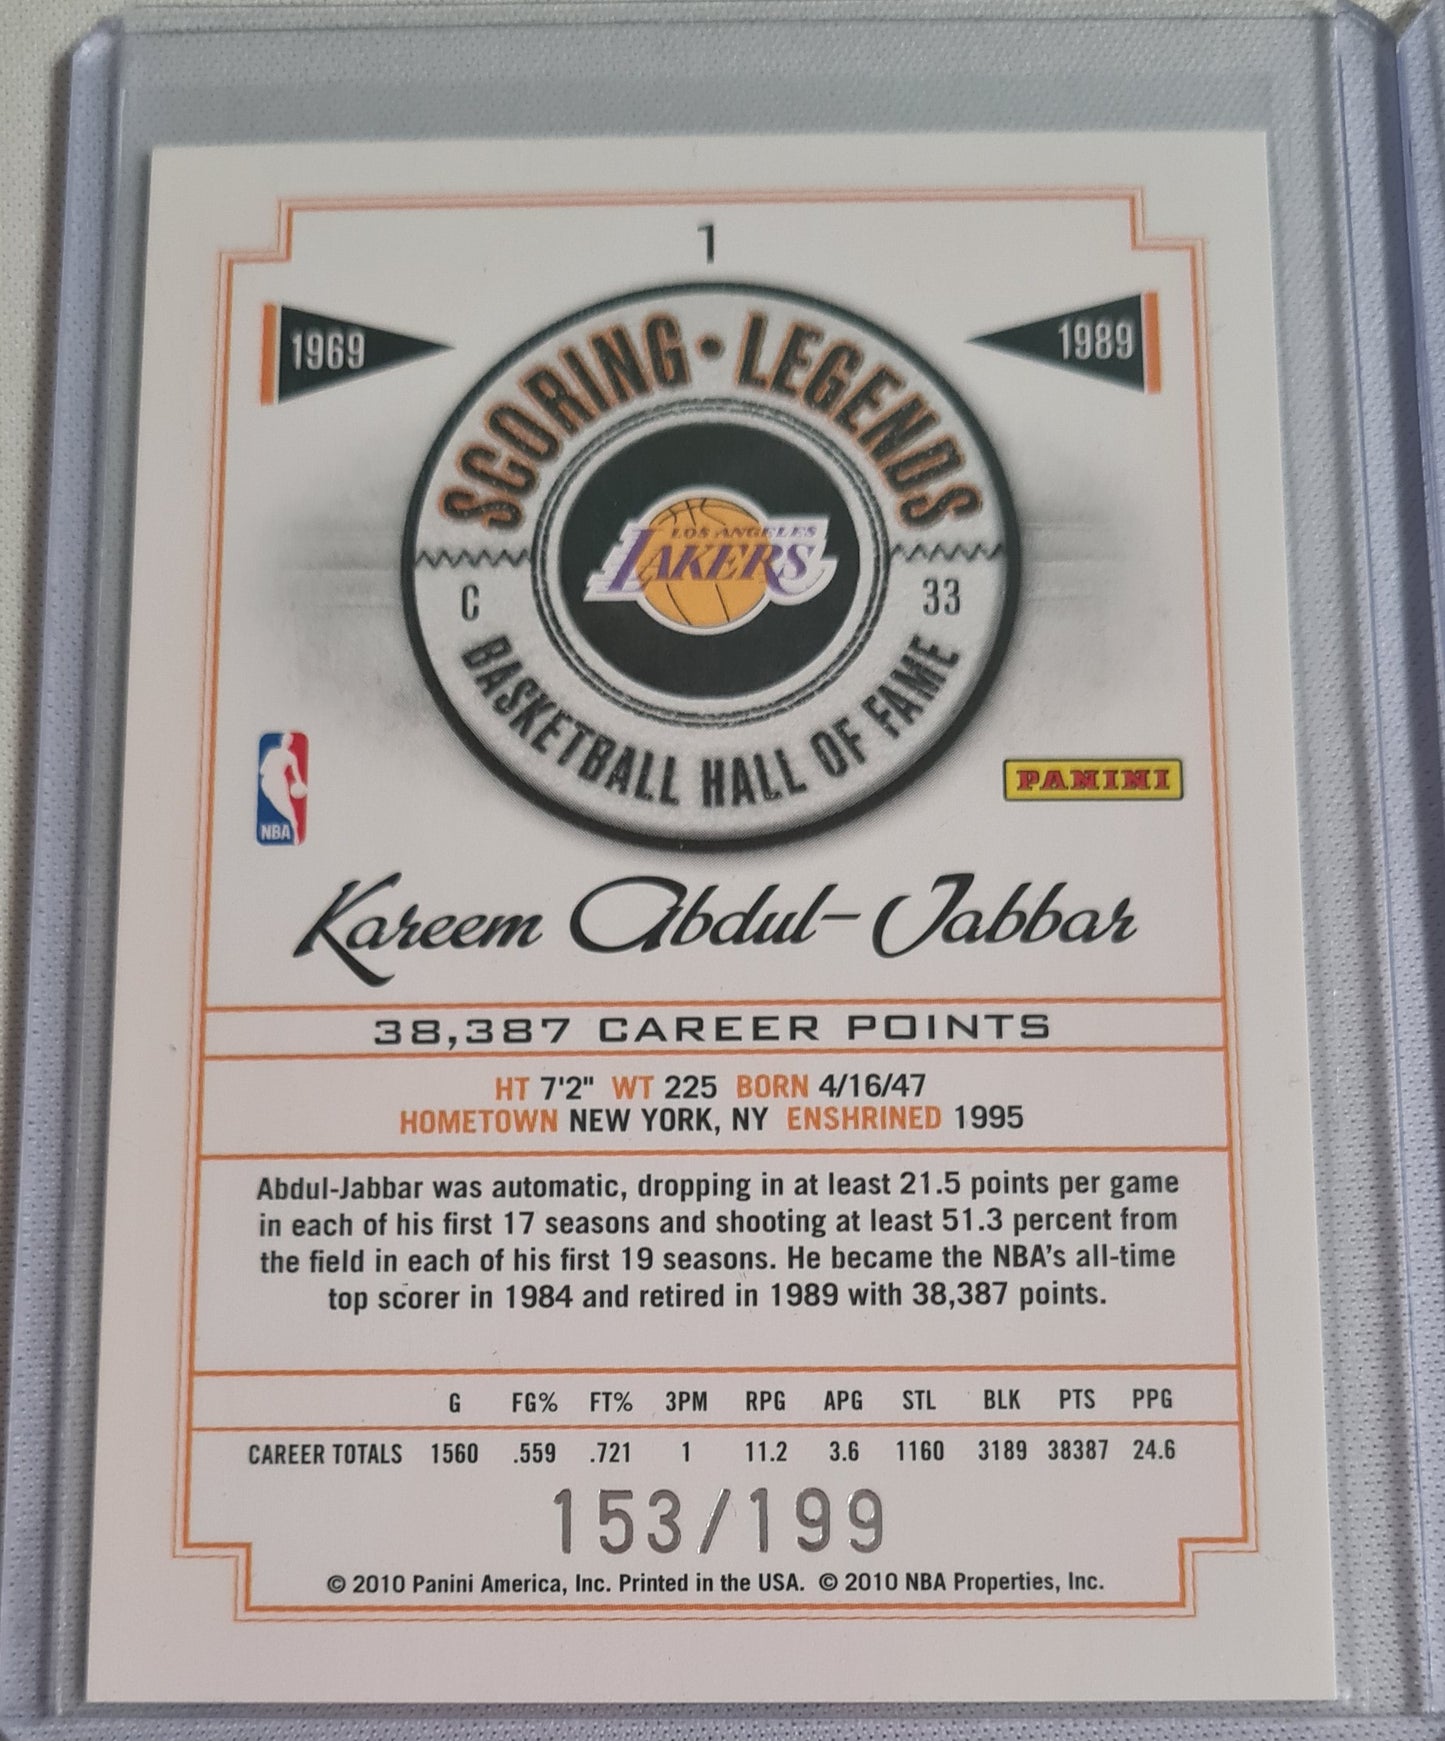 1
1969
1989
SCORING • LEGENDS
LOS ANGELES
LAKERS
C
33
BASKETBALL HALL OF FAME
NBA
PANINI
Kareem Abdul-Jabbar
38,387 CAREER POINTS
HT 7'2" WT 225 BORN 4/16/47
HOMETOWN NEW YORK, NY ENSHRINED 1995
Abdul-Jabbar was automatic, dropping in at least 21.5 points per game
in each of his first 17 seasons and shooting at least 51.3 percent from
the field in each of his first 19 seasons. He became the NBA's all-time
top scorer in 1984 and retired in 1989 with 38,387 points.
G FG% FT% 3PM RPG APG STL BLK PTS PPG
CAREER TOTALS 1560 .559 .721 1 11.2 3.6 1160 3189 38387 24.6
153/199
© 2010 Panini America, Inc. Printed in the USA. © 2010 NBA Properties, Inc.